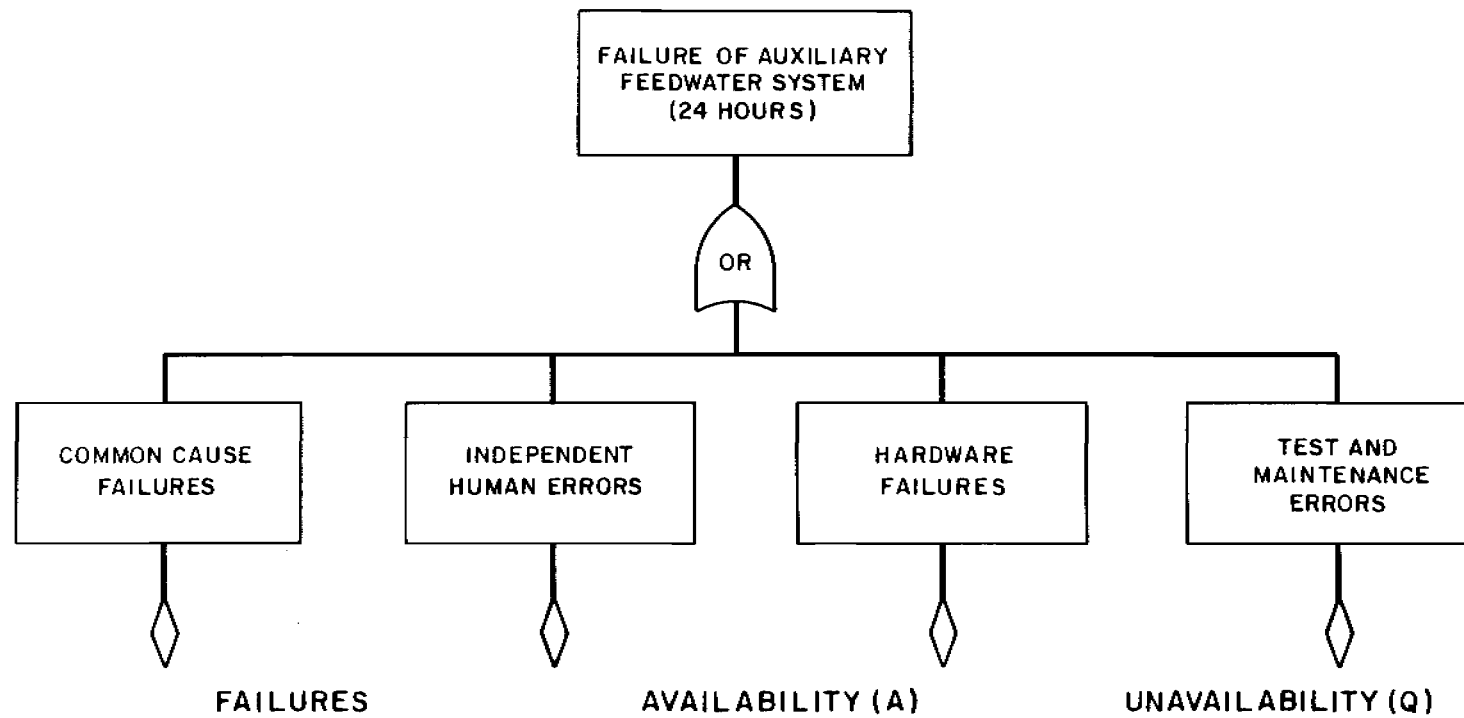 FAILURE OF AUXILIARY
FEEDWATER SYSTEM
(24 HOURS)
OR
COMMON CAUSE
FAILURES
INDEPENDENT
HUMAN ERRORS
HARDWARE
FAILURES
TEST AND
MAINTENANCE
ERRORS
FAILURES AVAILABILITY (A) UNAVAILABILITY (Q)